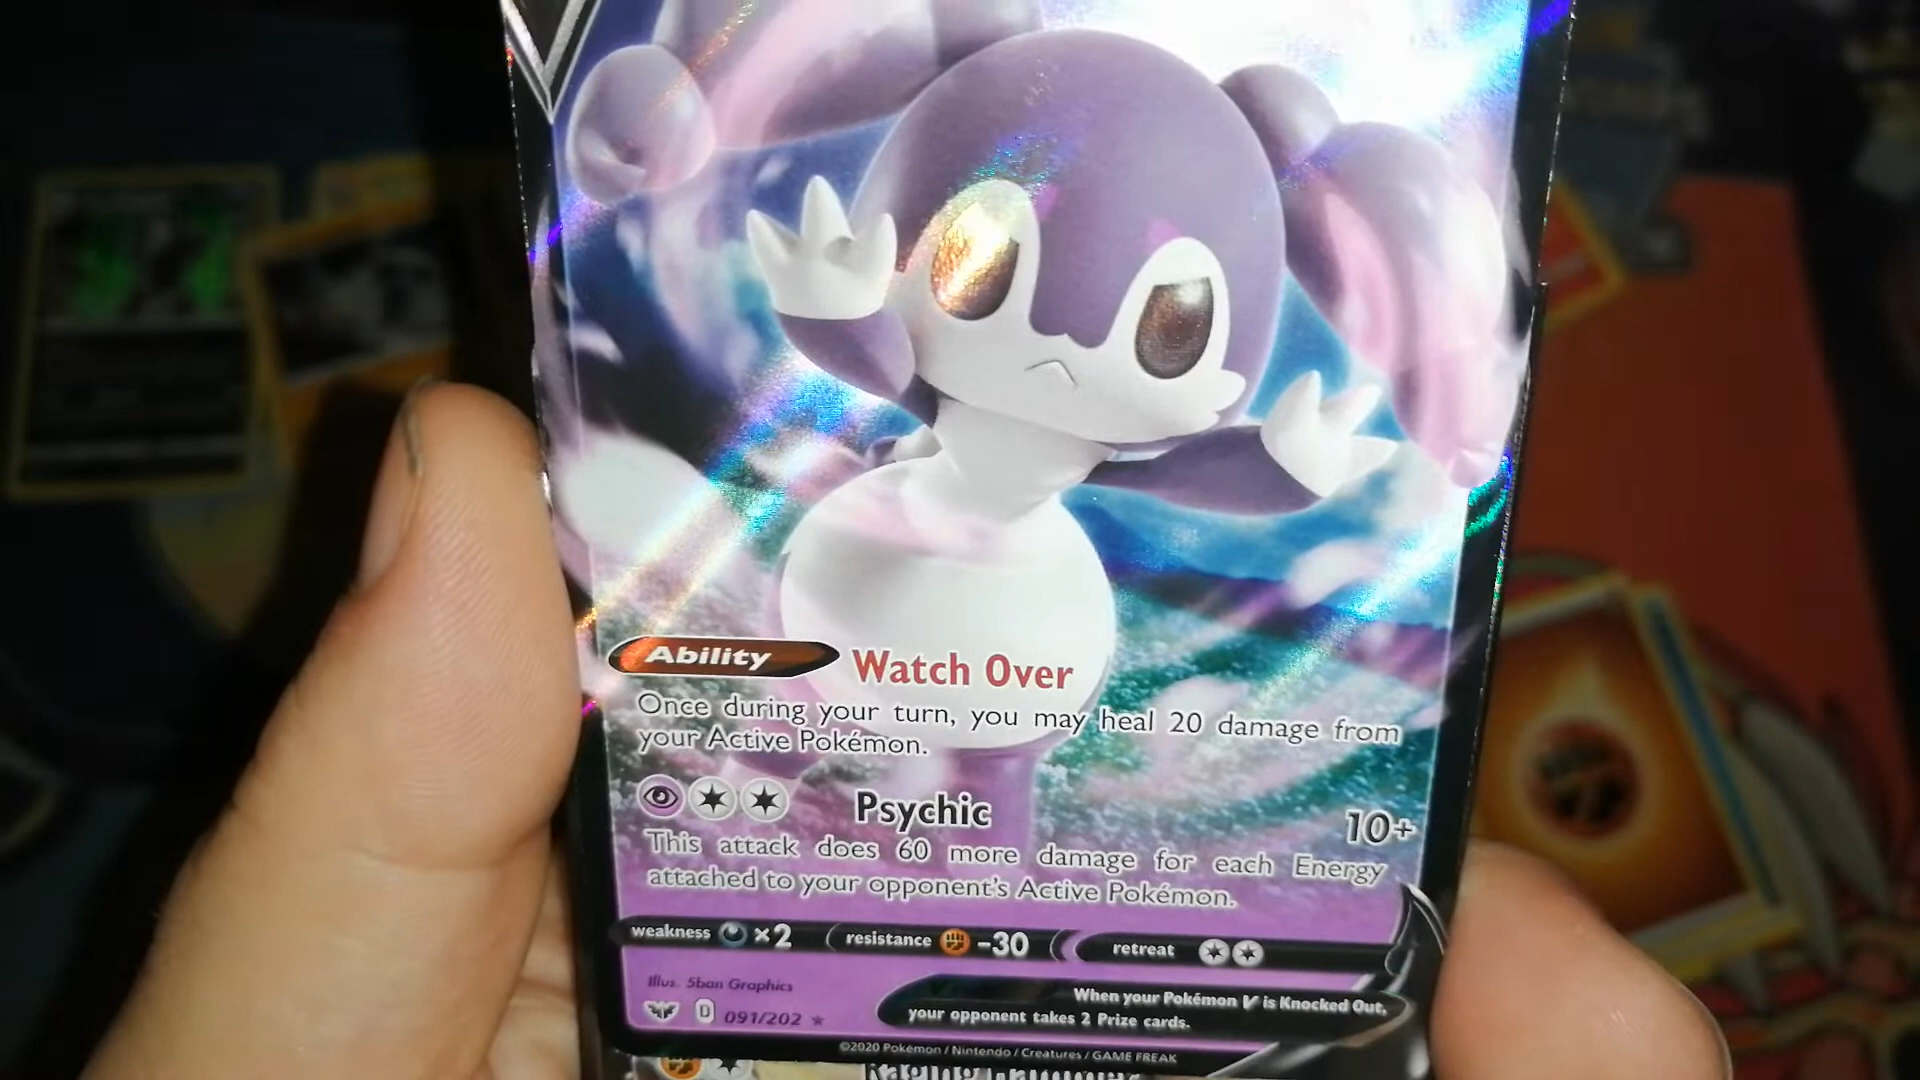 Ability Watch Over
Once during your turn, you may heal 20 damage from
your Active Pokémon.
Psychic 10+
This attack does 60 more damage for each Energy
attached to your opponent's Active Pokémon.
weakness ×2 resistance -30 retreat
Illus. 5ban Graphics
When your Pokémon V is Knocked Out,
your opponent takes 2 Prize cards.
D 091/202
©2020 Pokémon / Nintendo / Creatures / GAME FREAK
Raging Hammer